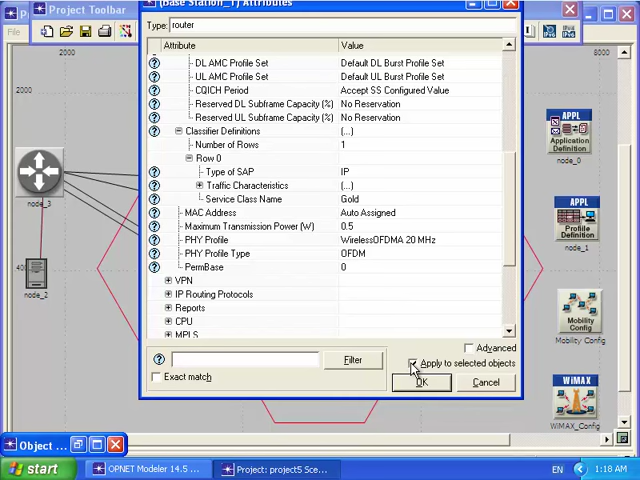 Project Toolbar
(Base Station_1) Attributes
File
Type: router
Attribute Value
DL AMC Profile Set Default DL Burst Profile Set
UL AMC Profile Set Default UL Burst Profile Set
CQICH Period Accept SS Configured Value
Reserved DL Subframe Capacity (%) No Reservation
Reserved UL Subframe Capacity (%) No Reservation
Classifier Definitions (...)
Number of Rows 1
Row 0
Type of SAP IP
Traffic Characteristics (...)
Service Class Name Gold
MAC Address Auto Assigned
Maximum Transmission Power (W) 0.5
PHY Profile WirelessOFDMA 20 MHz
PHY Profile Type OFDM
PermBase 0
VPN
IP Routing Protocols
Reports
CPU
MPLS
Advanced
Filter
Apply to selected objects
Exact match
OK Cancel
2000
8000
2000
node_3
node_2
APPL
Application
Definition
node_0
APPL
Profile
Definition
node_1
Mobility
Config
Mobility Config
WiMAX
WiMAX_Config
Object ...
start
OPNET Modeler 14.5 ...
Project: project5 Sce...
EN
1:18 AM